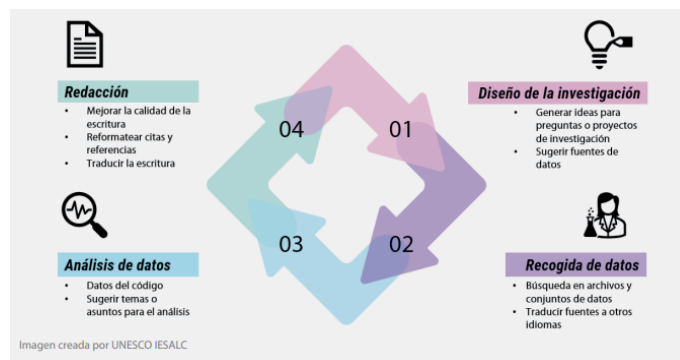 Redacción
• Mejorar la calidad de la
escritura
• Reformatear citas y
referencias
• Traducir la escritura
04
01
Diseño de la investigación
• Generar ideas para
preguntas o proyectos
de investigación
• Sugerir fuentes de
datos
Análisis de datos
• Datos del código
• Sugerir temas o
asuntos para el análisis
03
02
Recogida de datos
• Búsqueda en archivos y
conjuntos de datos
• Traducir fuentes a otros
idiomas
Imagen creada por UNESCO IESALC